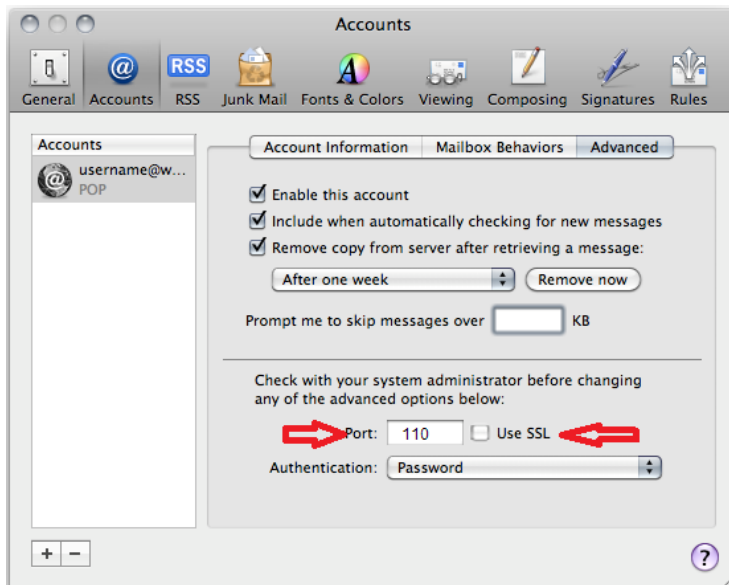 Accounts
RSS
General Accounts RSS Junk Mail Fonts & Colors Viewing Composing Signatures Rules
Accounts
username@w...
POP
Account Information Mailbox Behaviors Advanced
Enable this account
Include when automatically checking for new messages
Remove copy from server after retrieving a message:
After one week Remove now
Prompt me to skip messages over KB
Check with your system administrator before changing
any of the advanced options below:
Port: 110 Use SSL
Authentication: Password
+ − ?